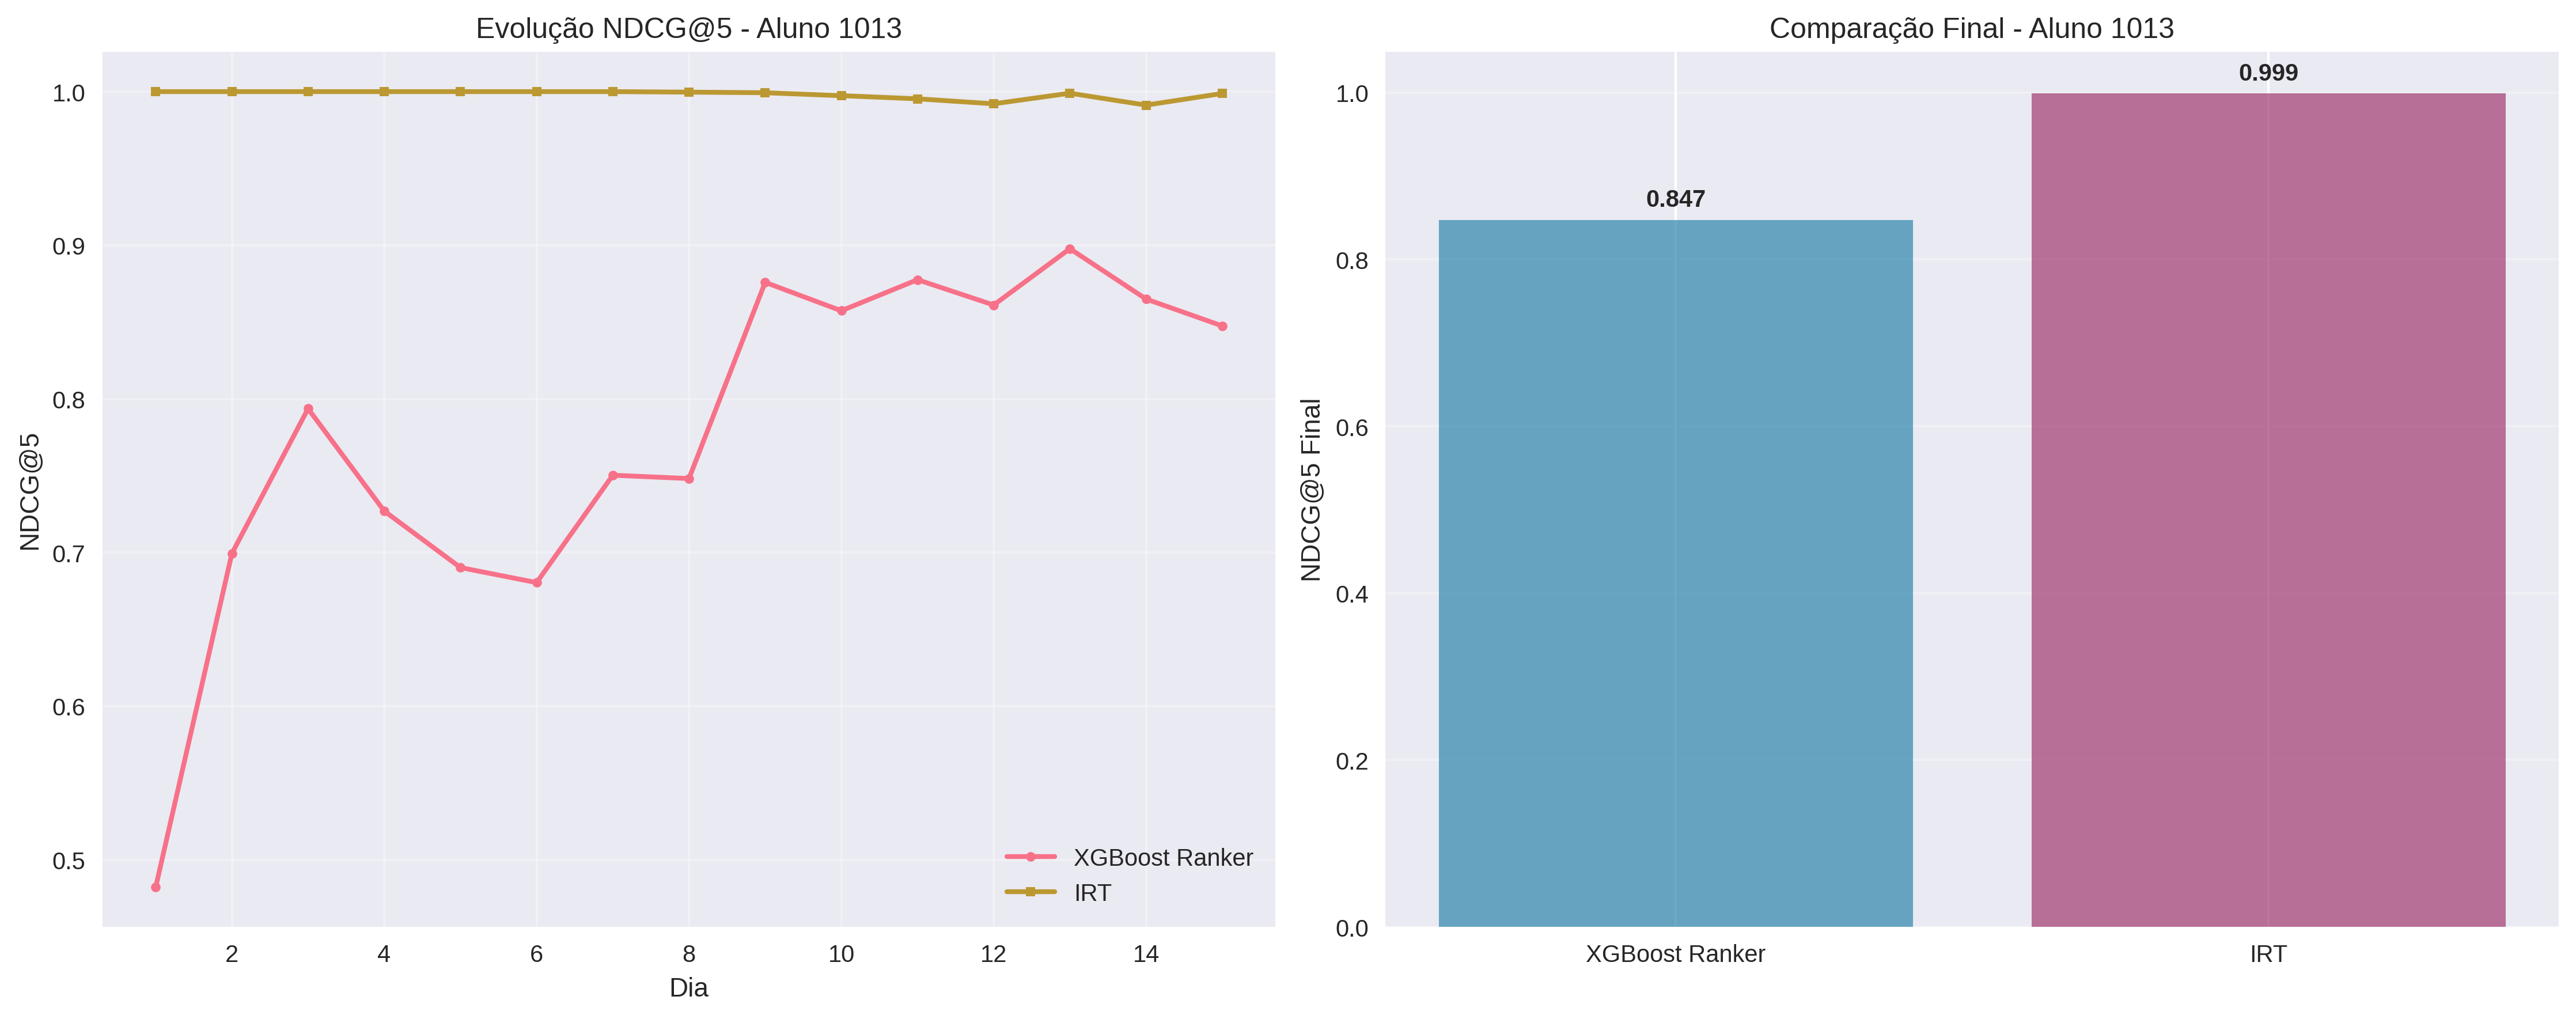 Evolução NDCG@5 - Aluno 1013
NDCG@5
1.0
0.9
0.8
0.7
0.6
0.5
2 4 6 8 10 12 14
Dia
XGBoost Ranker
IRT
Comparação Final - Aluno 1013
NDCG@5 Final
1.0
0.8
0.6
0.4
0.2
0.0
0.847
0.999
XGBoost Ranker IRT